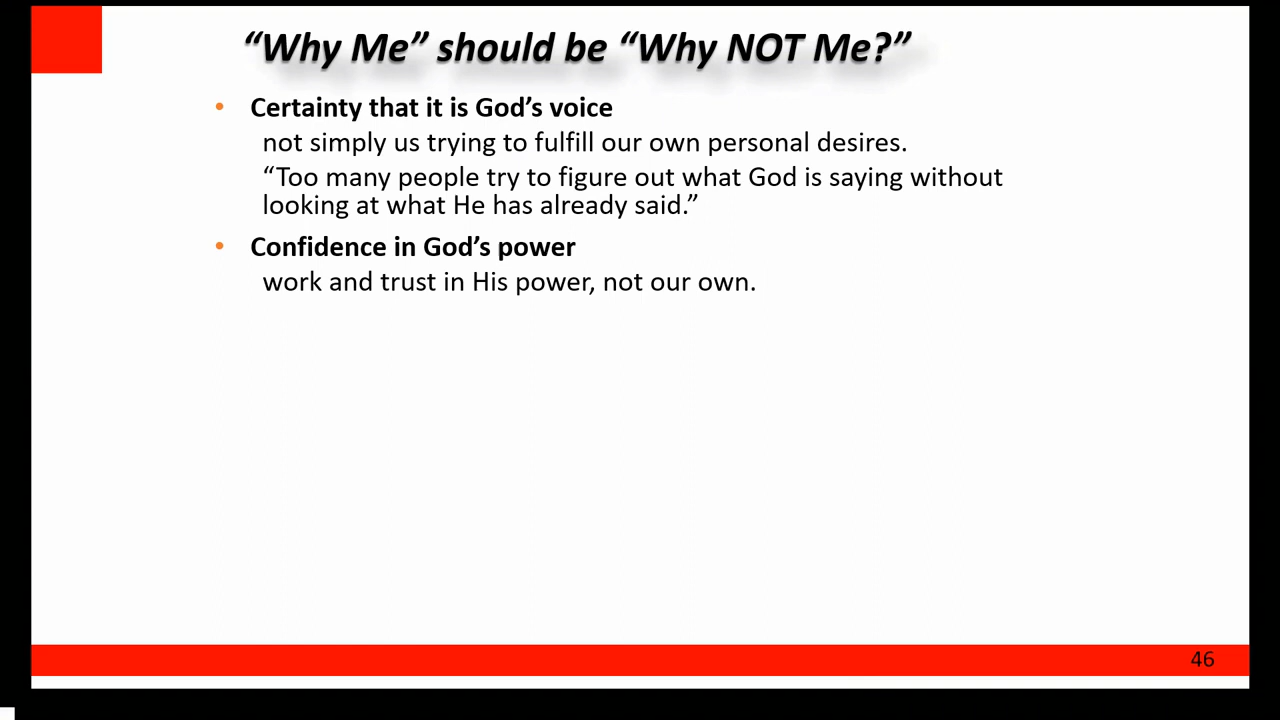 “Why Me” should be “Why NOT Me?”
• Certainty that it is God’s voice
not simply us trying to fulfill our own personal desires.
“Too many people try to figure out what God is saying without
looking at what He has already said.”
• Confidence in God’s power
work and trust in His power, not our own.
46